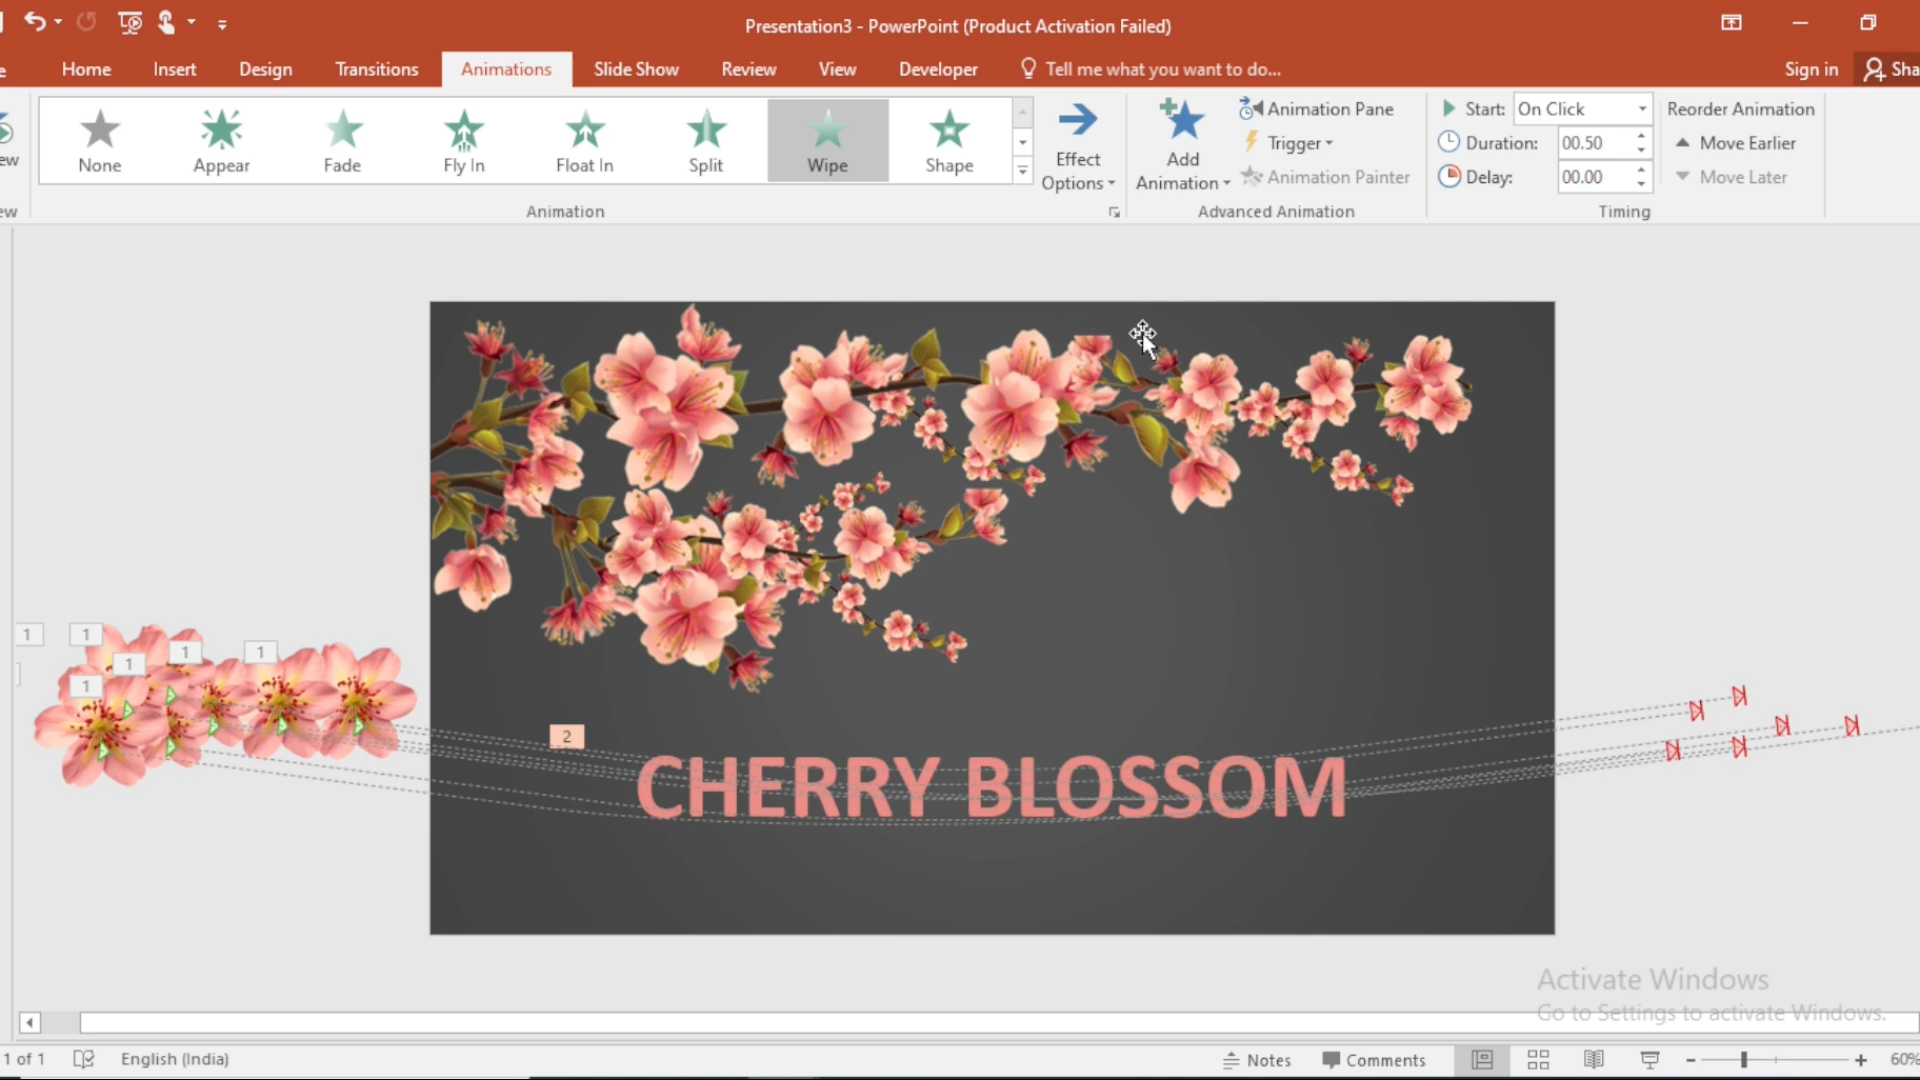 Presentation3 - PowerPoint (Product Activation Failed)
Home Insert Design Transitions Animations Slide Show Review View Developer Tell me what you want to do... Sign in
None Appear Fade Fly In Float In Split Wipe Shape
Effect Options
Add Animation
Animation Pane
Trigger
Animation Painter
Start: On Click
Duration: 00.50
Delay: 00.00
Reorder Animation
Move Earlier
Move Later
Animation Advanced Animation Timing
1 1 1 1 1 1
2
CHERRY BLOSSOM
Activate Windows
Go to Settings to activate Windows.
1 of 1 English (India) Notes Comments 60%